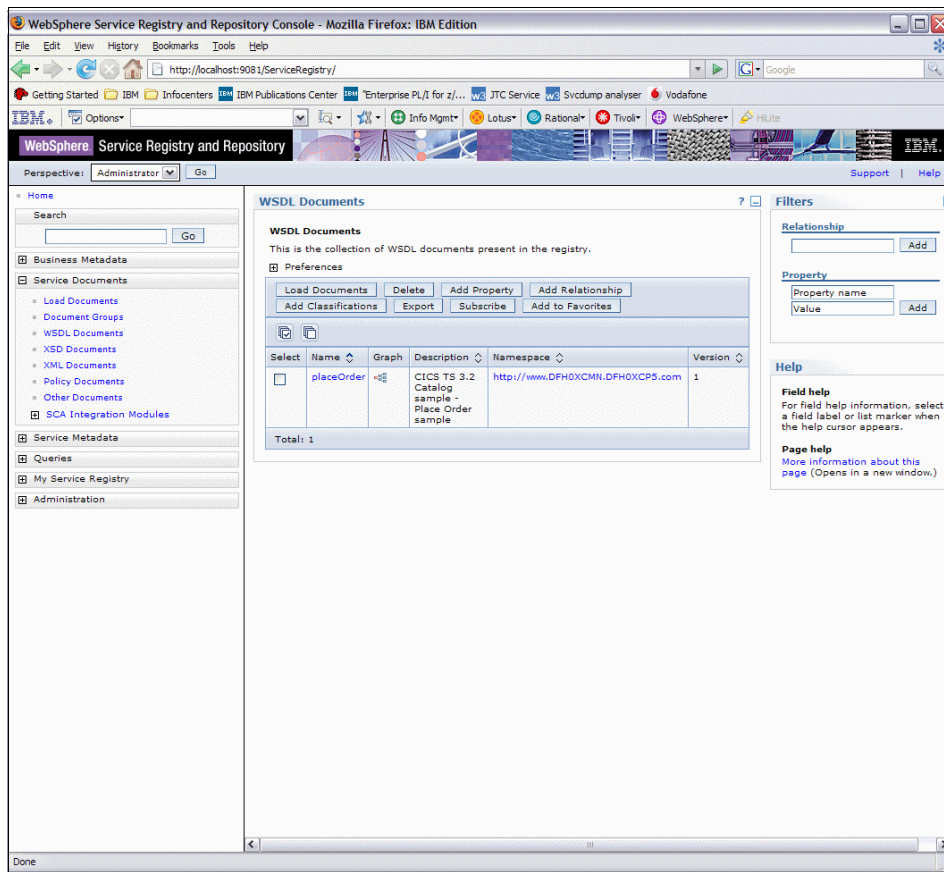 WebSphere Service Registry and Repository Console - Mozilla Firefox: IBM Edition
File Edit View History Bookmarks Tools Help
http://localhost:9081/ServiceRegistry/
Google
Getting Started IBM Infocenters IBM Publications Center "Enterprise PL/I for z/... JTC Service Svcdump analyser Vodafone
IBM Options Info Mgmt Lotus Rational Tivoli WebSphere HiLite
WebSphere. Service Registry and Repository
IBM.
Perspective: Administrator Go
Support | Help
Home
Search
Go
Business Metadata
Service Documents
Load Documents
Document Groups
WSDL Documents
XSD Documents
XML Documents
Policy Documents
Other Documents
SCA Integration Modules
Service Metadata
Queries
My Service Registry
Administration
WSDL Documents
?
WSDL Documents
This is the collection of WSDL documents present in the registry.
Preferences
Load Documents Delete Add Property Add Relationship
Add Classifications Export Subscribe Add to Favorites
Select Name Graph Description Namespace Version
placeOrder CICS TS 3.2 http://www.DFH0XCMN.DFH0XCP5.com 1
Catalog
sample -
Place Order
sample
Total: 1
Filters
Relationship
Add
Property
Property name
Value Add
Help
Field help
For field help information, select
a field label or list marker when
the help cursor appears.
Page help
More information about this
page (Opens in a new window.)
Done